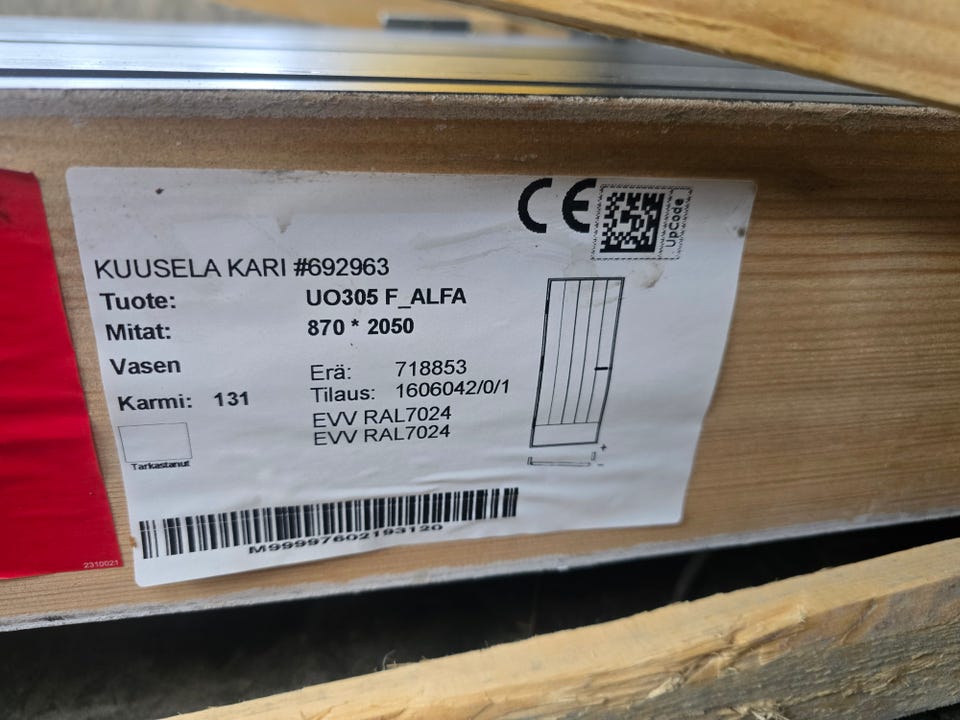 CE
UpCode
KUUSELA KARI #692963
Tuote: UO305 F_ALFA
Mitat: 870 * 2050
Vasen
Erä: 718853
Karmi: 131
Tilaus: 1606042/0/1
EVV RAL7024
EVV RAL7024
Tarkastanut
+
-
M99997602193120
2310021